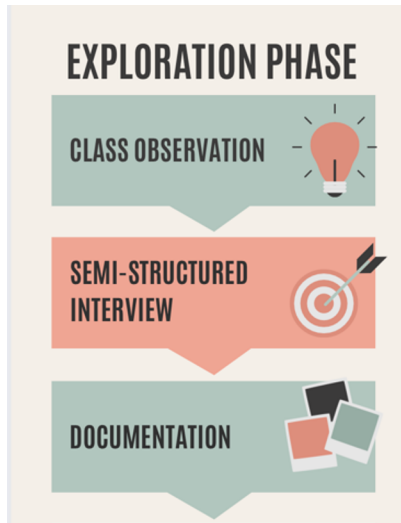 EXPLORATION PHASE
CLASS OBSERVATION
SEMI-STRUCTURED
INTERVIEW
DOCUMENTATION